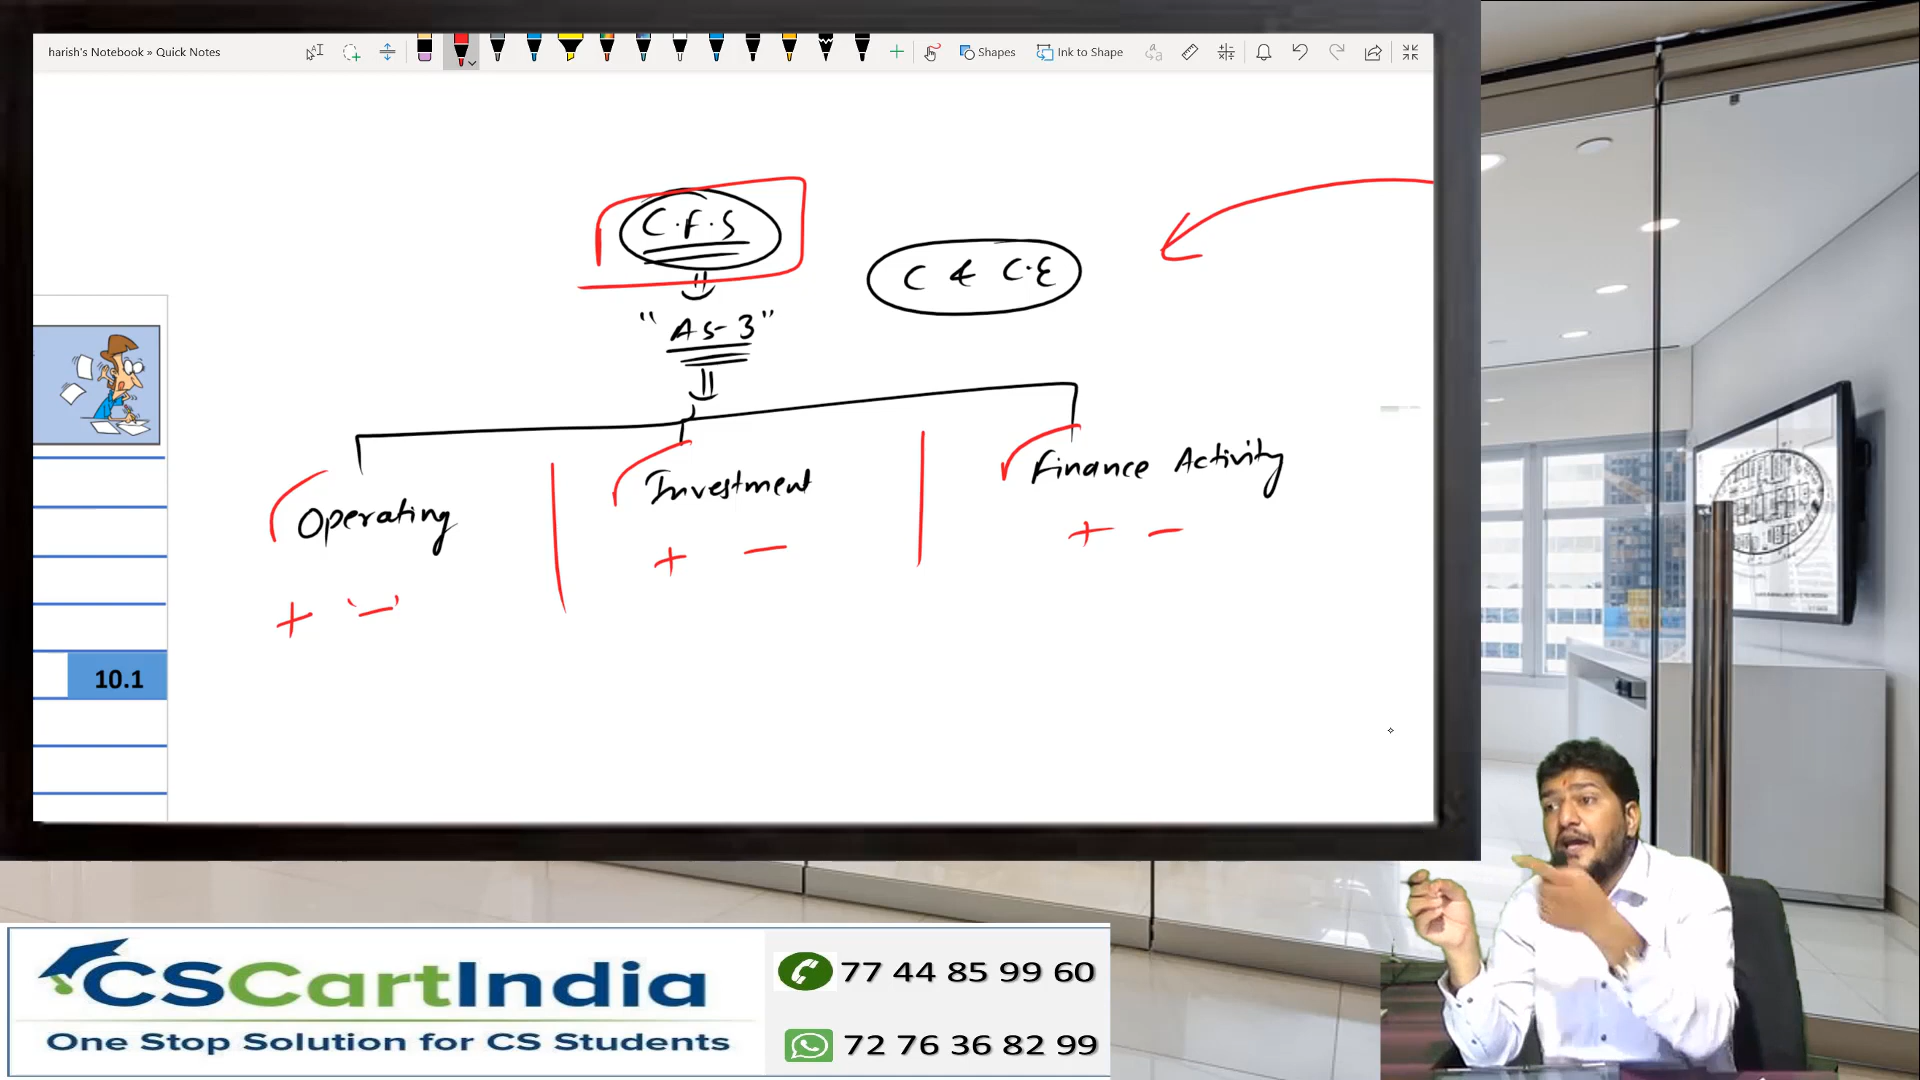 harish's Notebook » Quick Notes
Shapes
Ink to Shape
C.F.S
C & C.E
"AS-3"
Operating
Investment
Finance Activity
+ -
+ -
+ '-'
10.1
CSCartIndia
One Stop Solution for CS Students
77 44 85 99 60
72 76 36 82 99